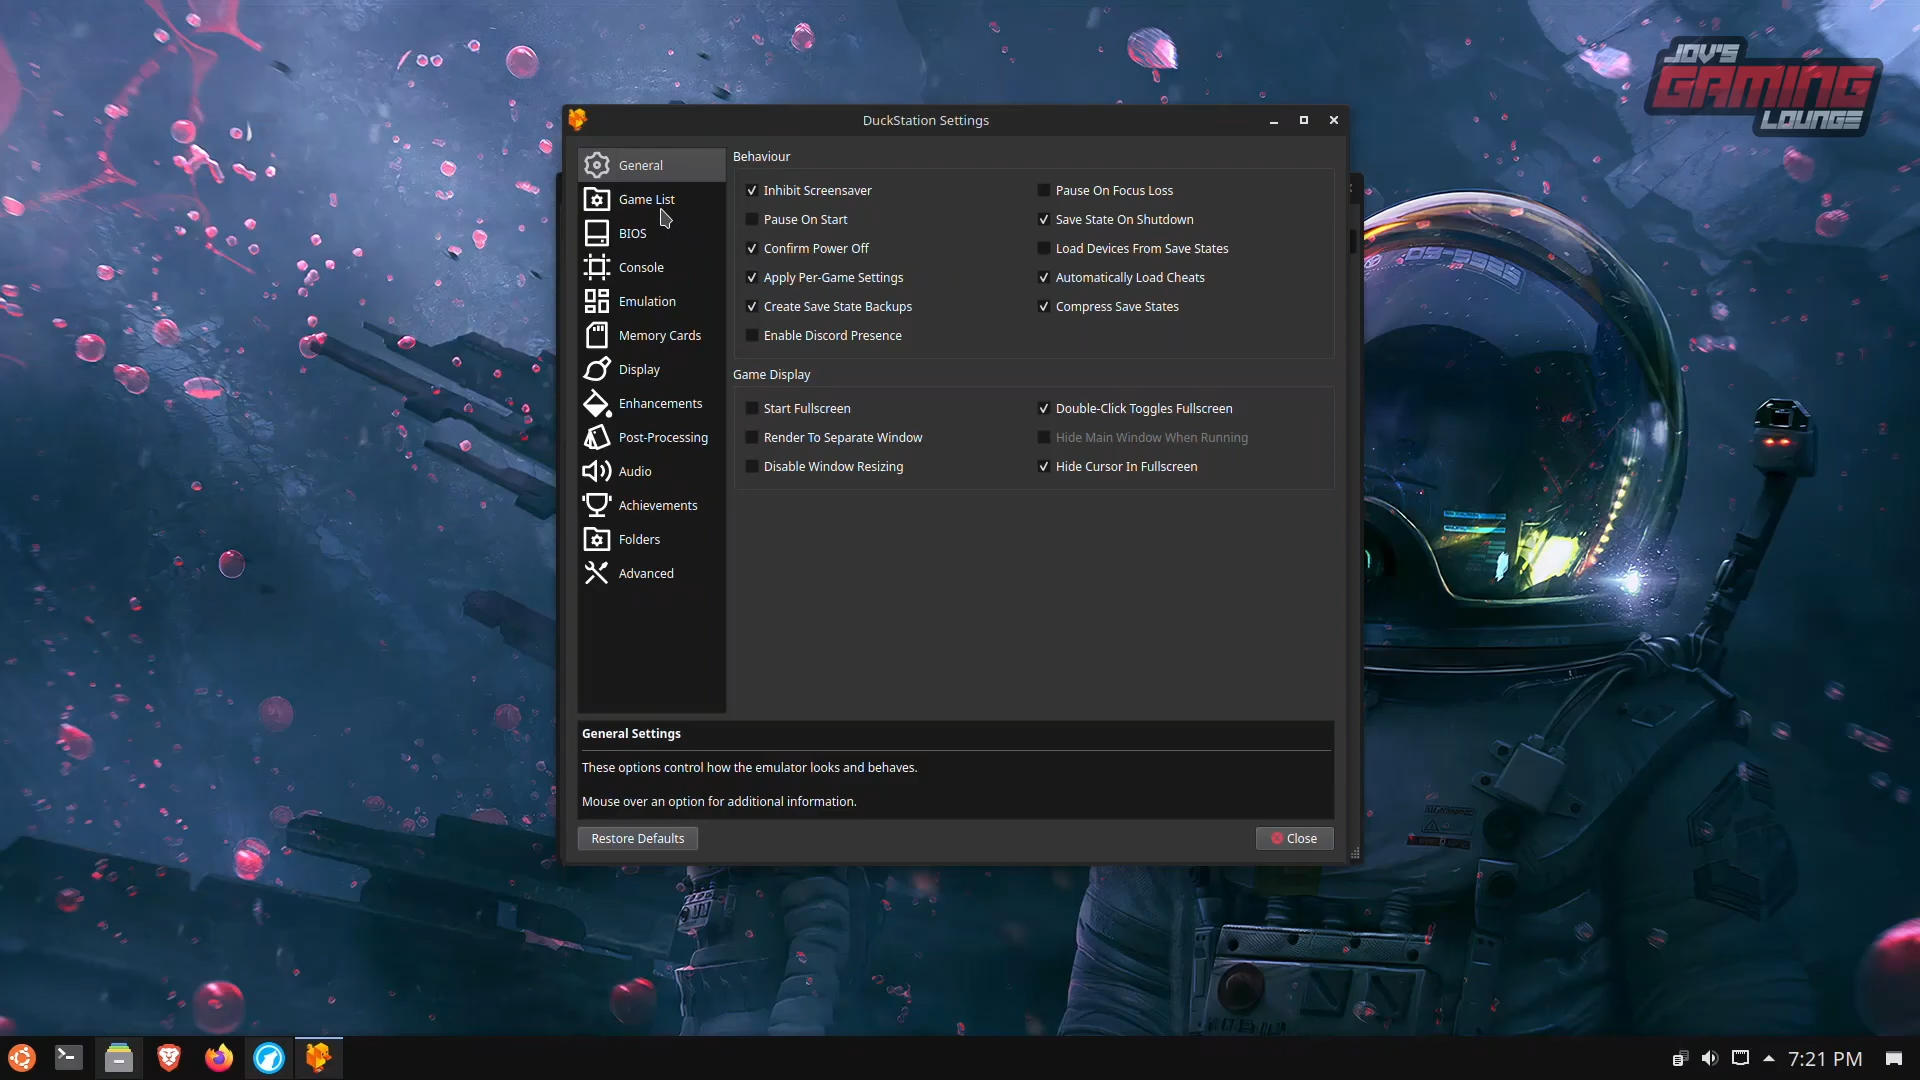 JOV'S
GAMING
LOUNGE
DuckStation Settings
General
Game List
BIOS
Console
Emulation
Memory Cards
Display
Enhancements
Post-Processing
Audio
Achievements
Folders
Advanced
Behaviour
Inhibit Screensaver
Pause On Focus Loss
Pause On Start
Save State On Shutdown
Confirm Power Off
Load Devices From Save States
Apply Per-Game Settings
Automatically Load Cheats
Create Save State Backups
Compress Save States
Enable Discord Presence
Game Display
Start Fullscreen
Double-Click Toggles Fullscreen
Render To Separate Window
Hide Main Window When Running
Disable Window Resizing
Hide Cursor In Fullscreen
General Settings
These options control how the emulator looks and behaves.
Mouse over an option for additional information.
Restore Defaults
Close
7:21 PM